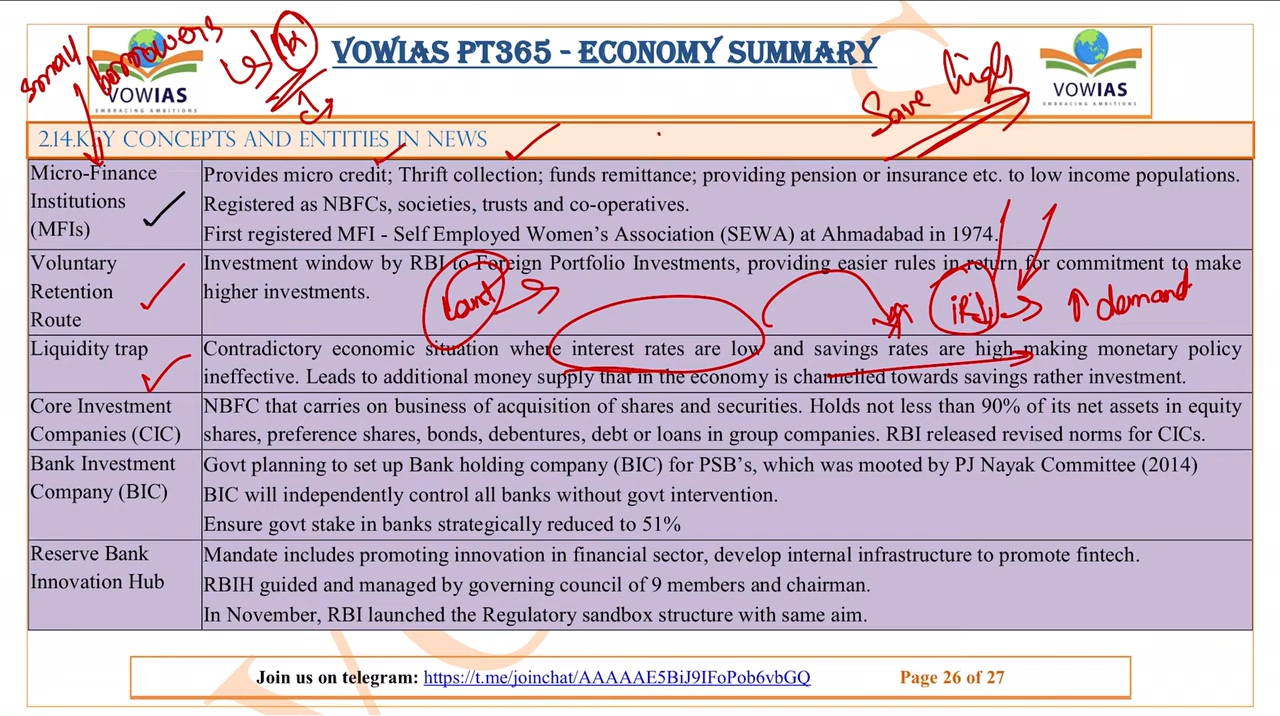 small borrowers
1k
VOWIAS PT365 - ECONOMY SUMMARY
Save high
VOWIAS
EMBRACING AMBITIONS
VOWIAS
EMBRACING AMBITIONS
2.14.KEY CONCEPTS AND ENTITIES IN NEWS
Micro-Finance
Institutions
(MFIs)
Provides micro credit; Thrift collection; funds remittance; providing pension or insurance etc. to low income populations.
Registered as NBFCs, societies, trusts and co-operatives.
First registered MFI - Self Employed Women's Association (SEWA) at Ahmadabad in 1974.
Voluntary
Retention
Route
Investment window by RBI to Foreign Portfolio Investments, providing easier rules in return for commitment to make
higher investments.
demand
Liquidity trap
Contradictory economic situation where interest rates are low and savings rates are high making monetary policy
ineffective. Leads to additional money supply that in the economy is channelled towards savings rather investment.
Core Investment
Companies (CIC)
NBFC that carries on business of acquisition of shares and securities. Holds not less than 90% of its net assets in equity
shares, preference shares, bonds, debentures, debt or loans in group companies. RBI released revised norms for CICs.
Bank Investment
Company (BIC)
Govt planning to set up Bank holding company (BIC) for PSB's, which was mooted by PJ Nayak Committee (2014)
BIC will independently control all banks without govt intervention.
Ensure govt stake in banks strategically reduced to 51%
Reserve Bank
Innovation Hub
Mandate includes promoting innovation in financial sector, develop internal infrastructure to promote fintech.
RBIH guided and managed by governing council of 9 members and chairman.
In November, RBI launched the Regulatory sandbox structure with same aim.
Join us on telegram: https://t.me/joinchat/AAAAAE5BiJ9IFoPob6vbGQ
Page 26 of 27